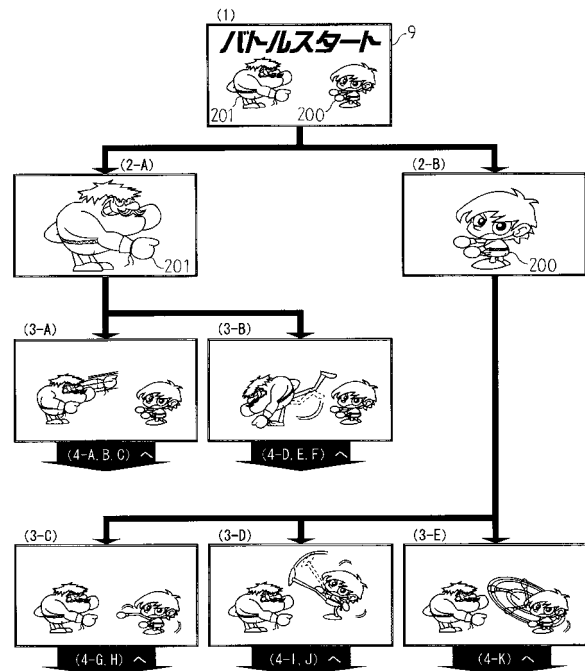 (1)
バトルスタート
9
201
200
(2-A)
201
(2-B)
200
(3-A)
(4-A, B, C) へ
(3-B)
(4-D, E, F) へ
(3-C)
(4-G, H) へ
(3-D)
(4-I, J) へ
(3-E)
(4-K) へ